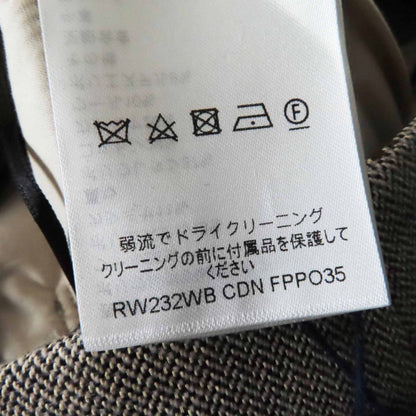 F
弱流でドライクリーニング
クリーニングの前に付属品を保護して
ください
RW232WB CDN FPPO35